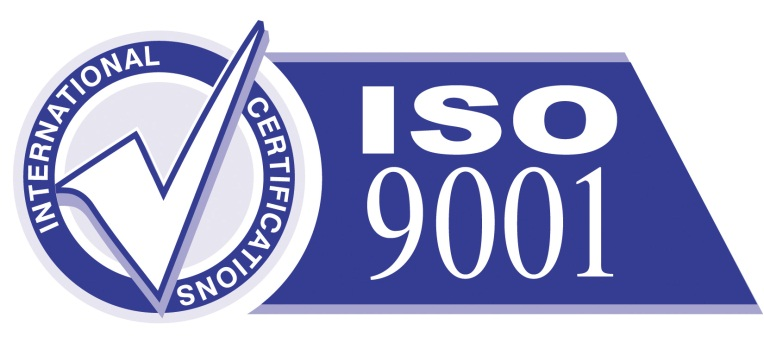 INTERNATIONAL
CERTIFICATIONS
ISO
9001